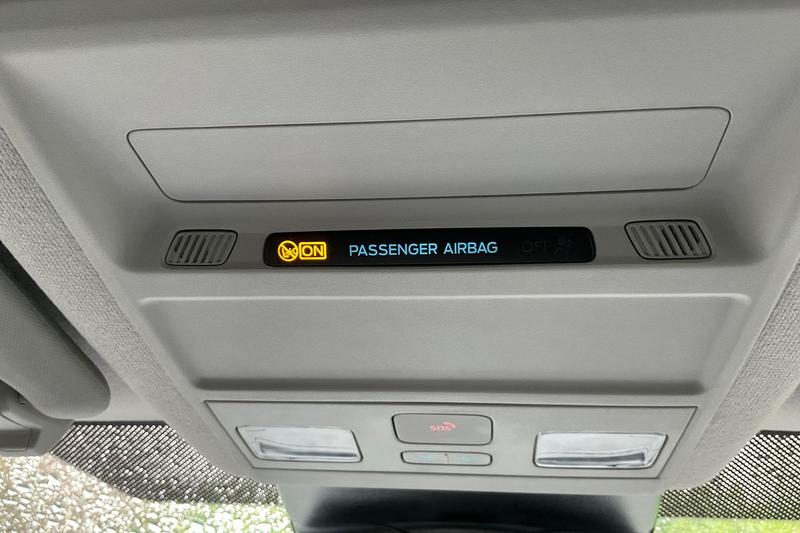 ON PASSENGER AIRBAG OFF
SOS